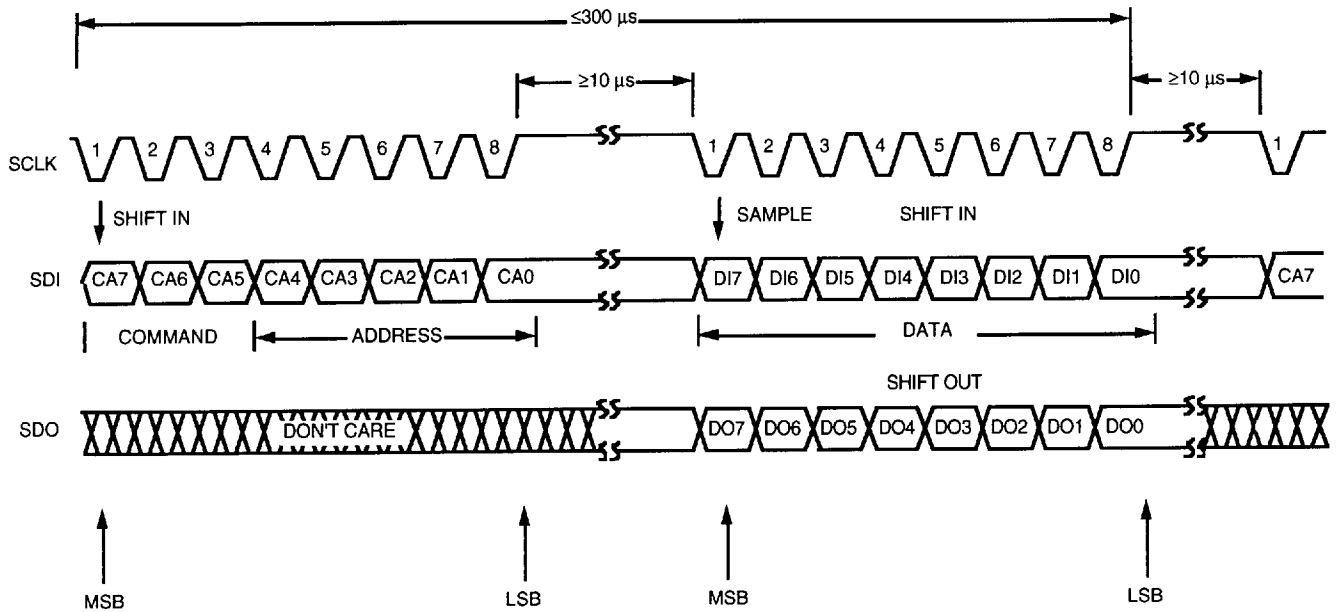 ≤300 μs
≥10 μs
≥10 μs
SCLK 1 2 3 4 5 6 7 8 1 2 3 4 5 6 7 8 1
SHIFT IN SAMPLE SHIFT IN
SDI CA7 CA6 CA5 CA4 CA3 CA2 CA1 CA0 DI7 DI6 DI5 DI4 DI3 DI2 DI1 DI0 CA7
COMMAND ADDRESS DATA
SHIFT OUT
SDO DON'T CARE DO7 DO6 DO5 DO4 DO3 DO2 DO1 DO0
MSB LSB MSB LSB